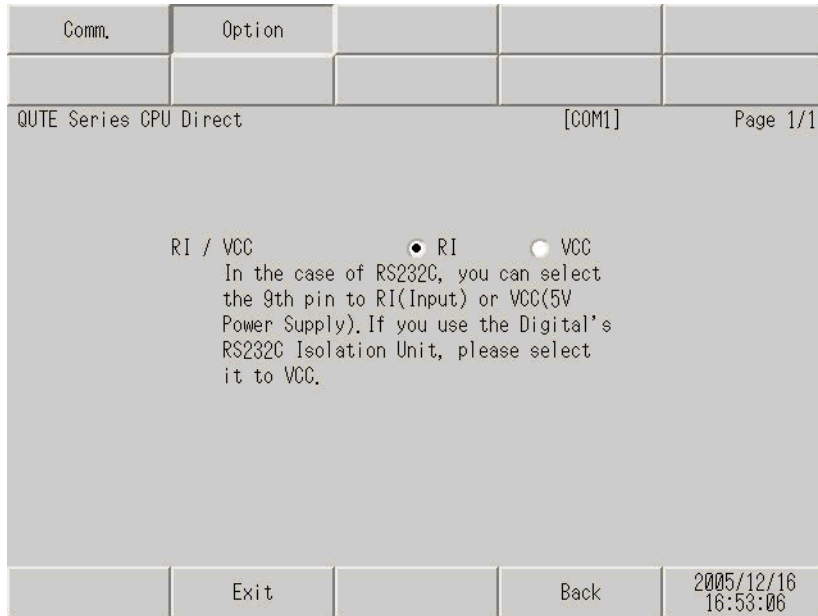 Comm. Option
QUTE Series CPU Direct [COM1] Page 1/1
RI / VCC RI VCC
In the case of RS232C, you can select
the 9th pin to RI(Input) or VCC(5V
Power Supply).If you use the Digital's
RS232C Isolation Unit, please select
it to VCC.
Exit Back 2005/12/16
16:53:06